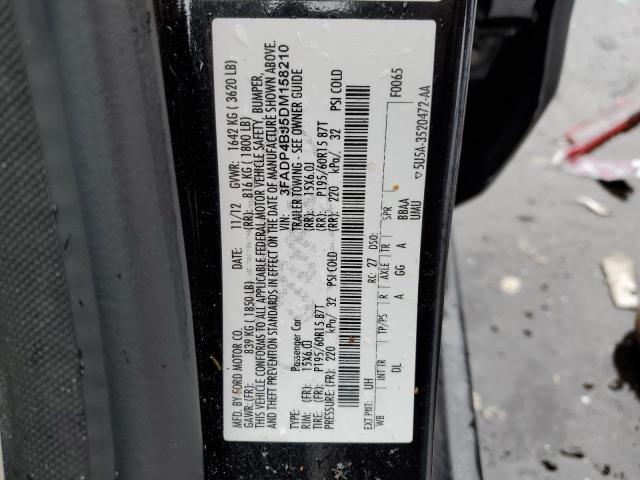 MFD. BY FORD MOTOR CO.
DATE: 11/12 GVWR: 1642 KG ( 3620 LB)
GAWR: (FR): 839 KG ( 1850 LB) (RR): 816 KG ( 1800 LB)
THIS VEHICLE CONFORMS TO ALL APPLICABLE FEDERAL MOTOR VEHICLE SAFETY, BUMPER,
AND THEFT PREVENTION STANDARDS IN EFFECT ON THE DATE OF MANUFACTURE SHOWN ABOVE.
VIN: 3FADP4BJ5DM158210
TYPE: Passenger Car TRAILER TOWING - SEE OWNER GUIDE
RIM: (FR): 15X6.0J (RR): 15X6.0J
TIRE: (FR): P195/60R15 87T (RR): P195/60R15 87T
PRESSURE: (FR): 220 kPa/ 32 PSI COLD (RR): 220 kPa/ 32 PSI COLD
EXT PNT: UH RC: 27 DSO: F0065
WB INT TR TP/PS R AXLE TR SPR
DL A GG A BBAA
UMU
5U5A-3520472-AA